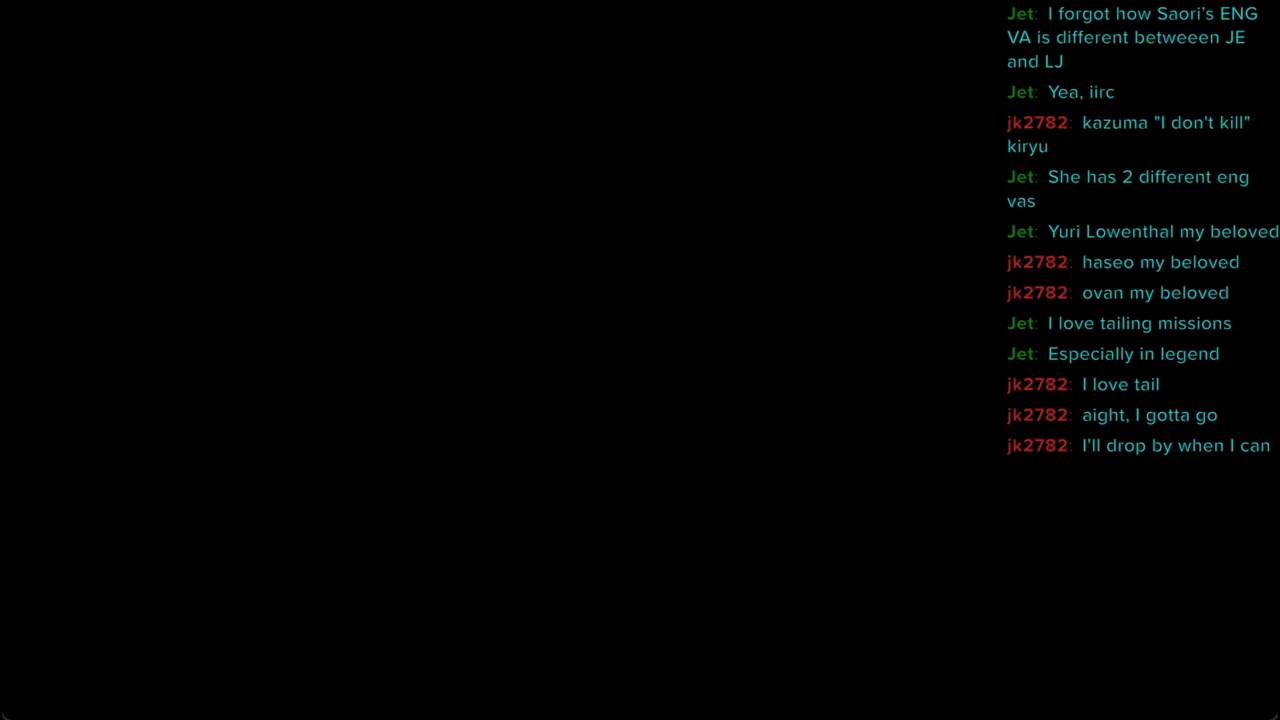 Jet: I forgot how Saori's ENG
VA is different betweeen JE
and LJ
Jet: Yea, iirc
jk2782: kazuma "I don't kill"
kiryu
Jet: She has 2 different eng
vas
Jet: Yuri Lowenthal my beloved
jk2782: haseo my beloved
jk2782: ovan my beloved
Jet: I love tailing missions
Jet: Especially in legend
jk2782: I love tail
jk2782: aight, I gotta go
jk2782: I'll drop by when I can